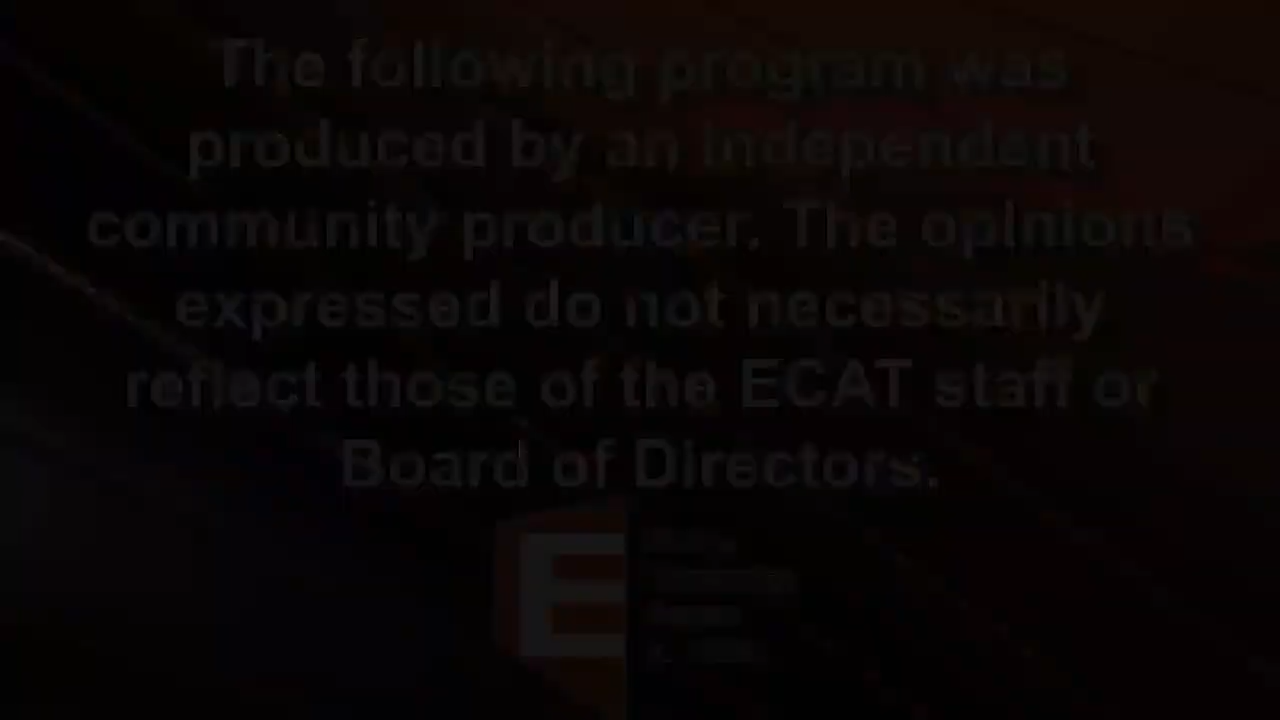 The following program was
produced by an independent
community producer. The opinions
expressed do not necessarily
reflect those of the ECAT staff or
Board of Directors.
E